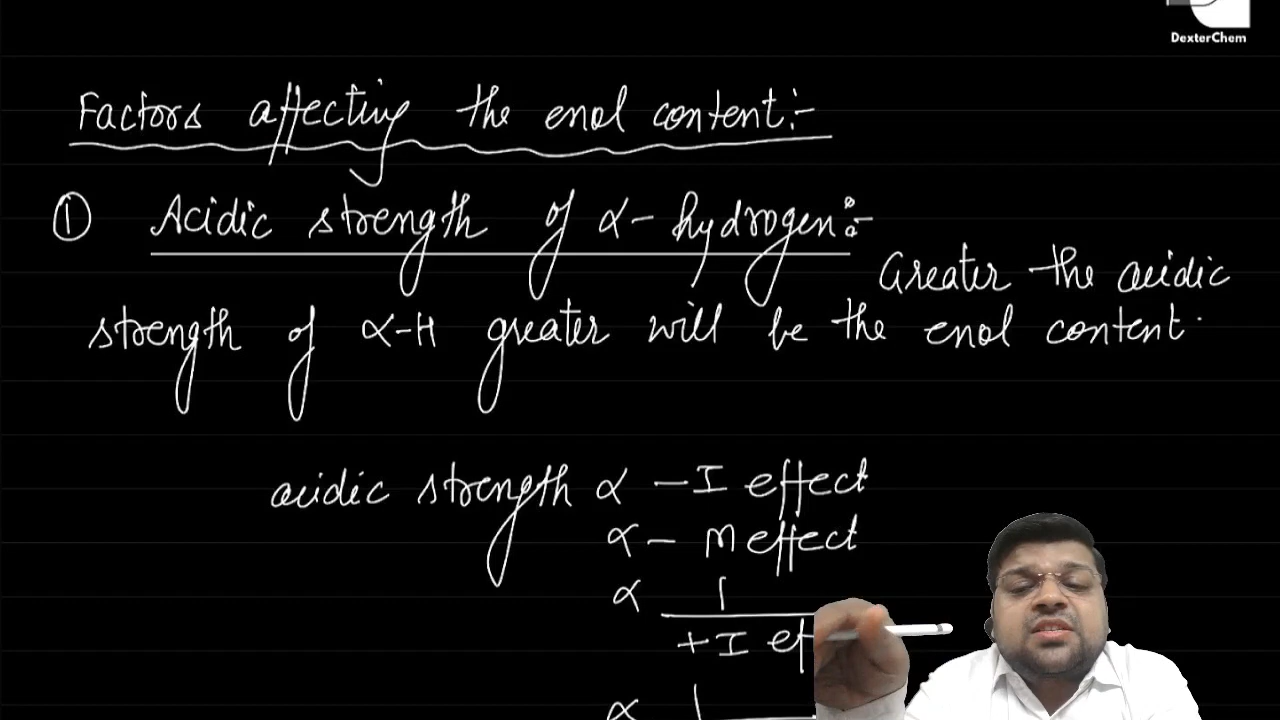 DexterChem
Factors affecting the enol content:-
① Acidic strength of α-hydrogen:-
Greater the acidic
strength of α-H greater will be the enol content.
acidic strength α -I effect
α - M effect
α 1
+I ef
α 1